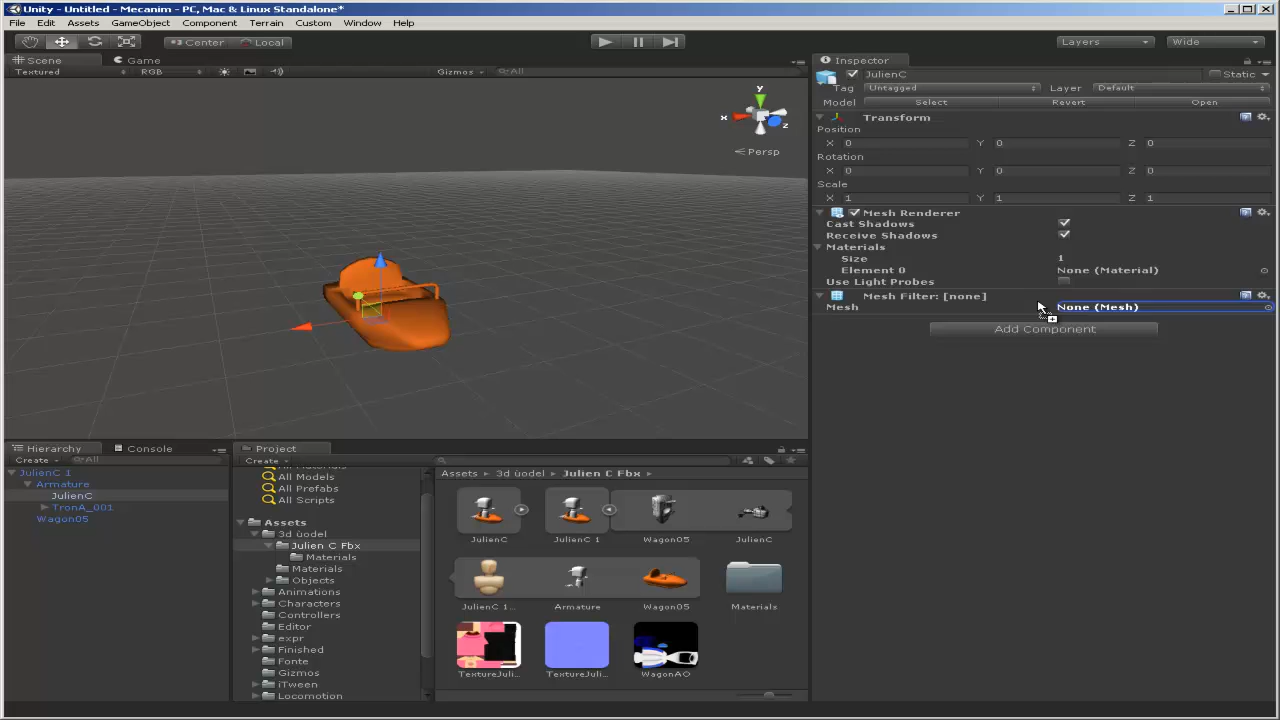 Unity - Untitled - Mecanim - PC, Mac & Linux Standalone*
File Edit Assets GameObject Component Terrain Custom Window Help
Center Local Layers Wide
Scene Game
Textured RGB Gizmos All
y
x
z
Persp
Inspector
JulienC Static
Tag Untagged Layer Default
Model Select Revert Open
Transform
Position
X 0 Y 0 Z 0
Rotation
X 0 Y 0 Z 0
Scale
X 1 Y 1 Z 1
Mesh Renderer
Cast Shadows
Receive Shadows
Materials
Size 1
Element 0 None (Material)
Use Light Probes
Mesh Filter: [none]
Mesh None (Mesh)
Add Component
Hierarchy Console
Create All
JulienC 1
Armature
JulienC
TronA_001
Wagon05
Project
Create
All Materials
All Models
All Prefabs
All Scripts
Assets
3d üodel
Julien C Fbx
Materials
Materials
Objects
Animations
Characters
Controllers
Editor
expr
Finished
Fonte
Gizmos
iTween
Locomotion
Assets 3d üodel Julien C Fbx
JulienC JulienC 1 Wagon05 JulienC
JulienC 1... Armature Wagon05 Materials
TextureJuli... TextureJuli... WagonAO